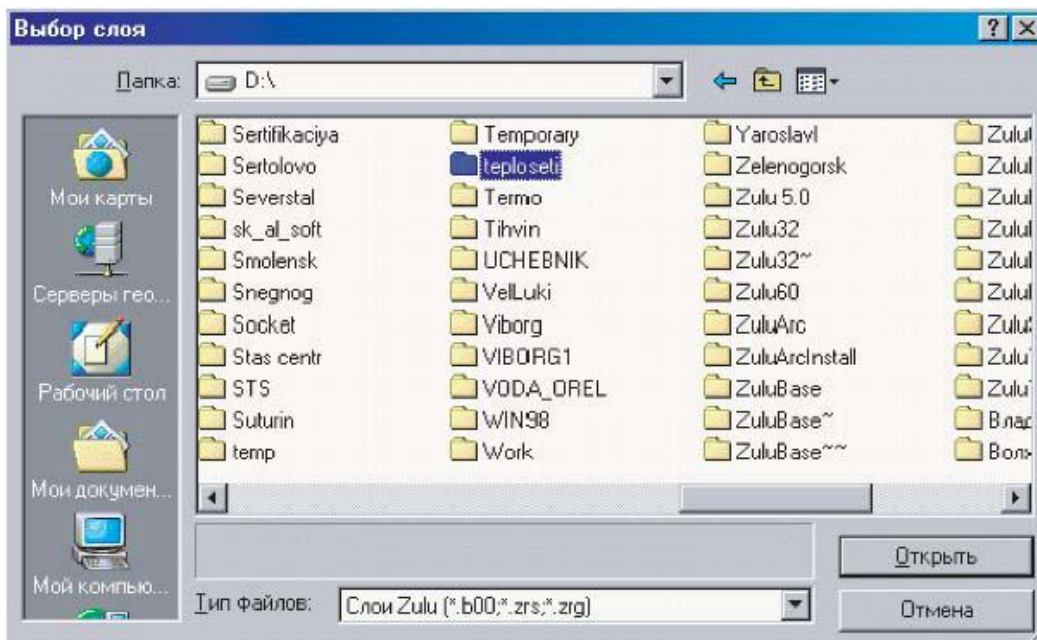 Выбор слоя
Папка: D:\
Мои карты
Серверы гео...
Рабочий стол
Мои докумен...
Мой компью...
Sertifikaciya
Sertolovo
Severstal
sk_al_soft
Smolensk
Snegnog
Socket
Stas centr
STS
Suturin
temp
Temporary
teploseti
Termo
Tihvin
UCHEBNIK
VelLuki
Viborg
VIBORG1
VODA_OREL
WIN98
Work
Yaroslavl
Zelenogorsk
Zulu 5.0
Zulu32
Zulu32~
Zulu60
ZuluArc
ZuluArcInstall
ZuluBase
ZuluBase~
ZuluBase~~
Открыть
Тип файлов: Слои Zulu (*.b00;*.zrs;*.zrg)
Отмена